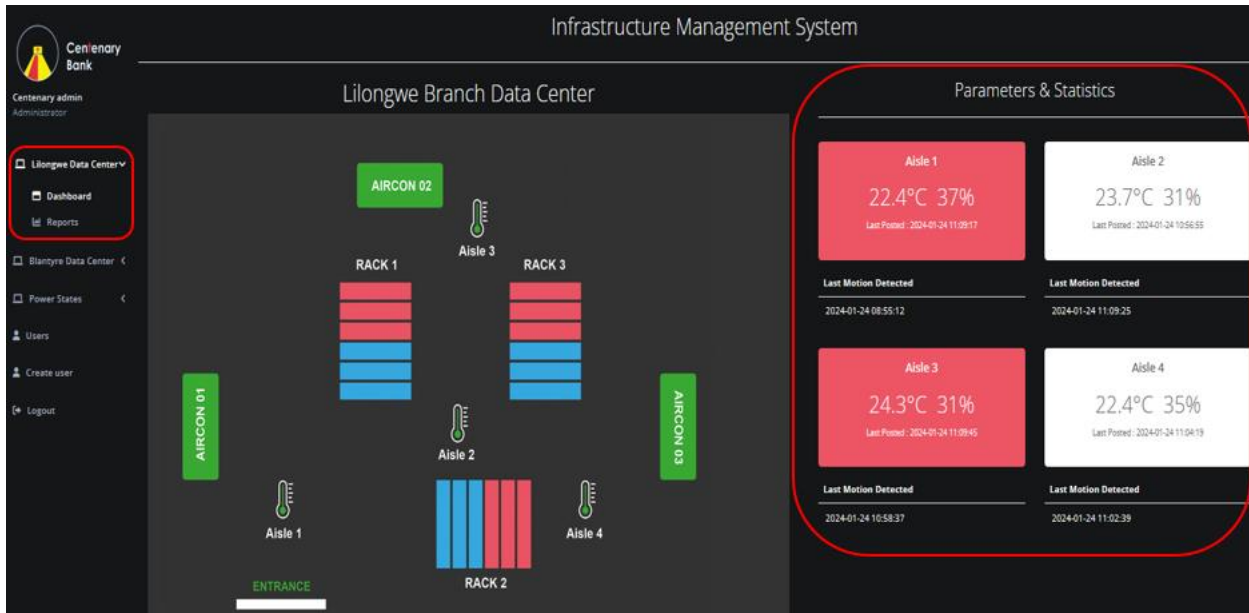 Infrastructure Management System
Centenary
Bank
Centenary admin
Administrator
Lilongwe Data Center
Dashboard
Reports
Blantyre Data Center
Power States
Users
Create user
Logout
Lilongwe Branch Data Center
AIRCON 02
Aisle 3
RACK 1
RACK 3
AIRCON 01
AIRCON 03
Aisle 2
Aisle 1
Aisle 4
RACK 2
ENTRANCE
Parameters & Statistics
Aisle 1
22.4°C 37%
Last Posted : 2024-01-24 11:09:17
Last Motion Detected
2024-01-24 08:55:12
Aisle 2
23.7°C 31%
Last Posted : 2024-01-24 10:56:55
Last Motion Detected
2024-01-24 11:09:25
Aisle 3
24.3°C 31%
Last Posted : 2024-01-24 11:09:45
Last Motion Detected
2024-01-24 10:58:37
Aisle 4
22.4°C 35%
Last Posted : 2024-01-24 11:04:19
Last Motion Detected
2024-01-24 11:02:39